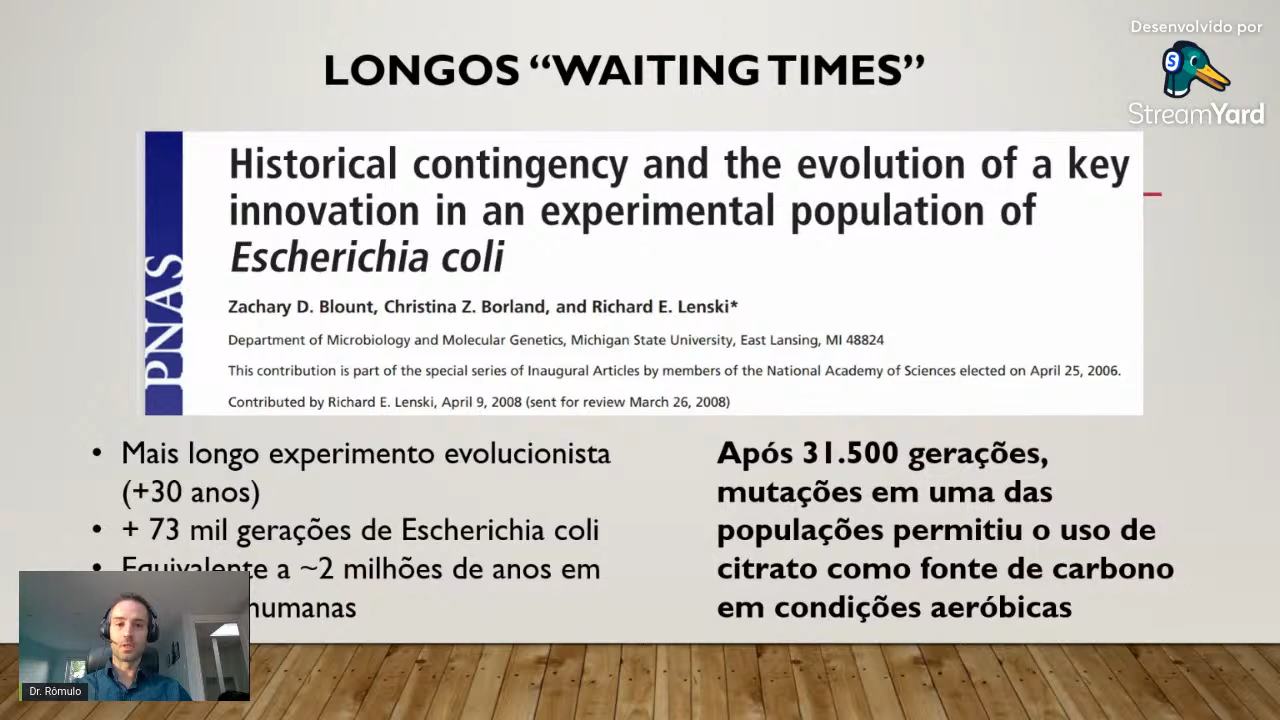 Desenvolvido por
StreamYard
LONGOS “WAITING TIMES”
PNAS
Historical contingency and the evolution of a key
innovation in an experimental population of
Escherichia coli
Zachary D. Blount, Christina Z. Borland, and Richard E. Lenski*
Department of Microbiology and Molecular Genetics, Michigan State University, East Lansing, MI 48824
This contribution is part of the special series of Inaugural Articles by members of the National Academy of Sciences elected on April 25, 2006.
Contributed by Richard E. Lenski, April 9, 2008 (sent for review March 26, 2008)
• Mais longo experimento evolucionista
(+30 anos)
• + 73 mil gerações de Escherichia coli
• Equivalente a ~2 milhões de anos em
humanas
Após 31.500 gerações,
mutações em uma das
populações permitiu o uso de
citrato como fonte de carbono
em condições aeróbicas
Dr. Rômulo